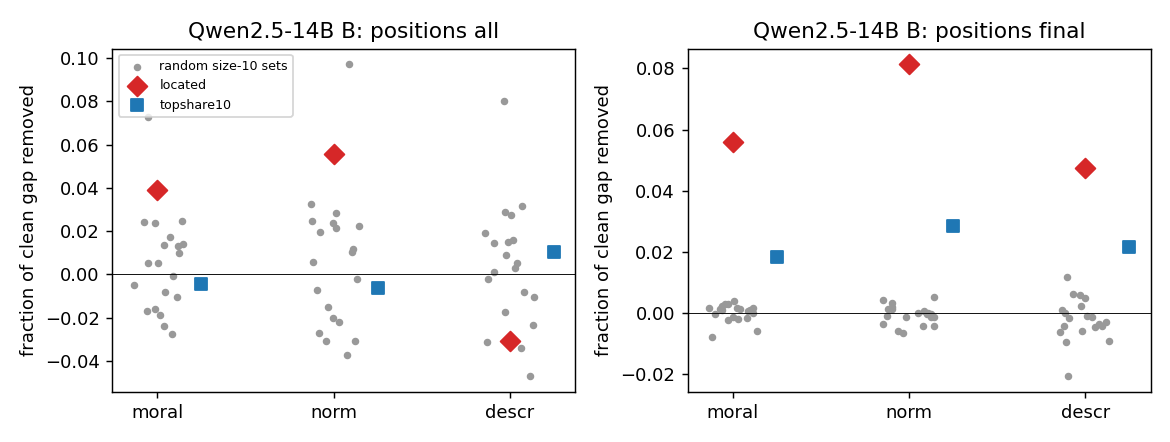 Qwen2.5-14B B: positions all
fraction of clean gap removed
0.10
0.08
0.06
0.04
0.02
0.00
−0.02
−0.04
random size-10 sets
located
topshare10
moral norm descr
Qwen2.5-14B B: positions final
fraction of clean gap removed
0.08
0.06
0.04
0.02
0.00
−0.02
moral norm descr